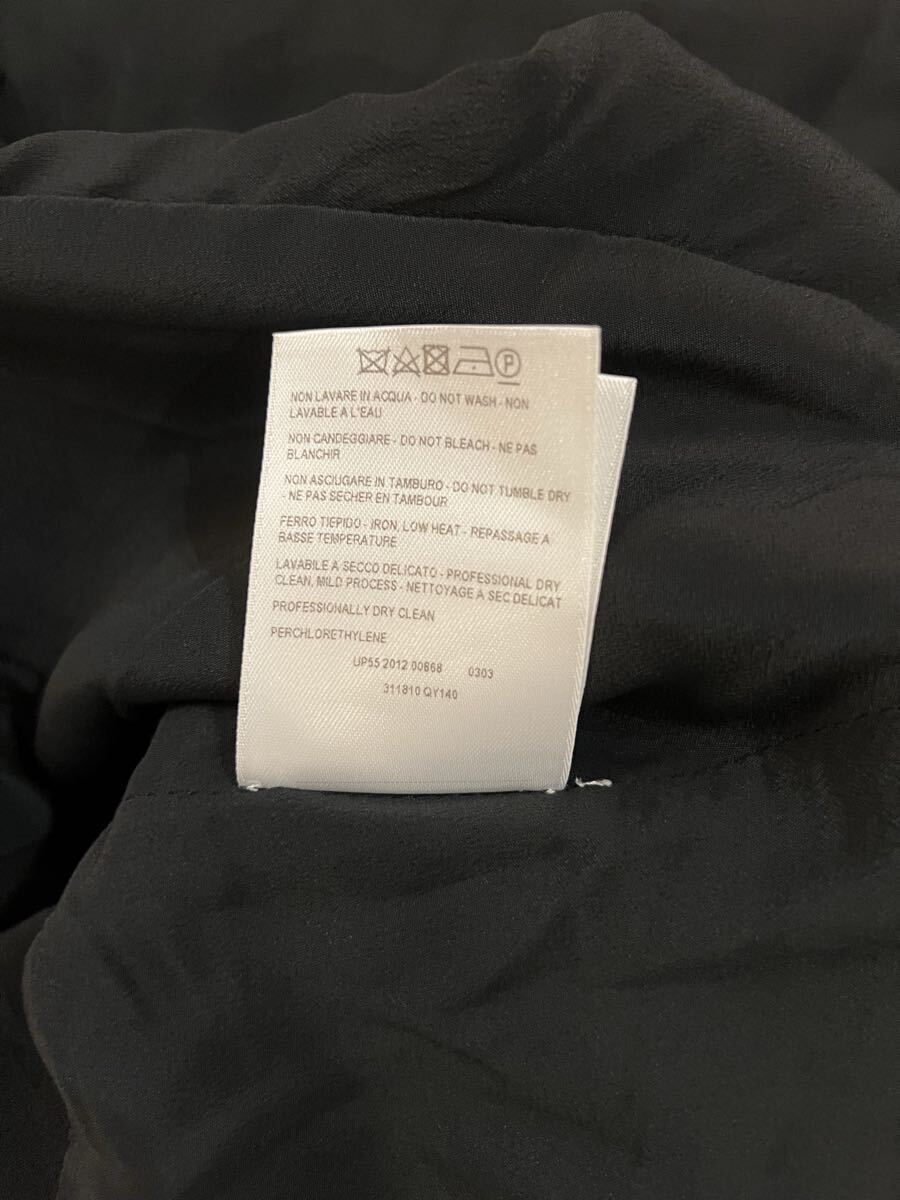 P
NON LAVARE IN ACQUA - DO NOT WASH - NON
LAVABLE A L'EAU
NON CANDEGGIARE - DO NOT BLEACH - NE PAS
BLANCHIR
NON ASCIUGARE IN TAMBURO - DO NOT TUMBLE DRY
- NE PAS SECHER EN TAMBOUR
FERRO TIEPIDO - IRON, LOW HEAT - REPASSAGE A
BASSE TEMPERATURE
LAVABILE A SECCO DELICATO - PROFESSIONAL DRY
CLEAN, MILD PROCESS - NETTOYAGE A SEC DELICAT
PROFESSIONALLY DRY CLEAN
PERCHLORETHYLENE
UP55 2012 00668 0303
311810 QY140